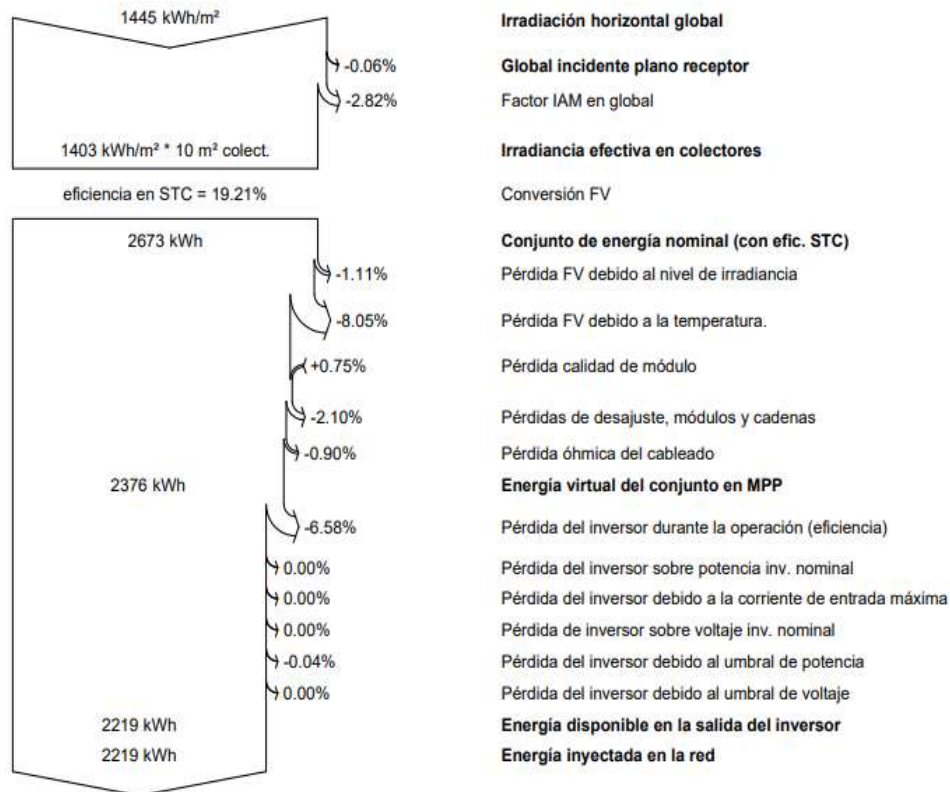 1445 kWh/m² Irradiación horizontal global
-0.06% Global incidente plano receptor
-2.82% Factor IAM en global
1403 kWh/m² * 10 m² colect. Irradiancia efectiva en colectores
eficiencia en STC = 19.21% Conversión FV
2673 kWh Conjunto de energía nominal (con efic. STC)
-1.11% Pérdida FV debido al nivel de irradiancia
-8.05% Pérdida FV debido a la temperatura.
+0.75% Pérdida calidad de módulo
-2.10% Pérdidas de desajuste, módulos y cadenas
-0.90% Pérdida óhmica del cableado
2376 kWh Energía virtual del conjunto en MPP
-6.58% Pérdida del inversor durante la operación (eficiencia)
0.00% Pérdida del inversor sobre potencia inv. nominal
0.00% Pérdida del inversor debido a la corriente de entrada máxima
0.00% Pérdida de inversor sobre voltaje inv. nominal
-0.04% Pérdida del inversor debido al umbral de potencia
0.00% Pérdida del inversor debido al umbral de voltaje
2219 kWh Energía disponible en la salida del inversor
2219 kWh Energía inyectada en la red